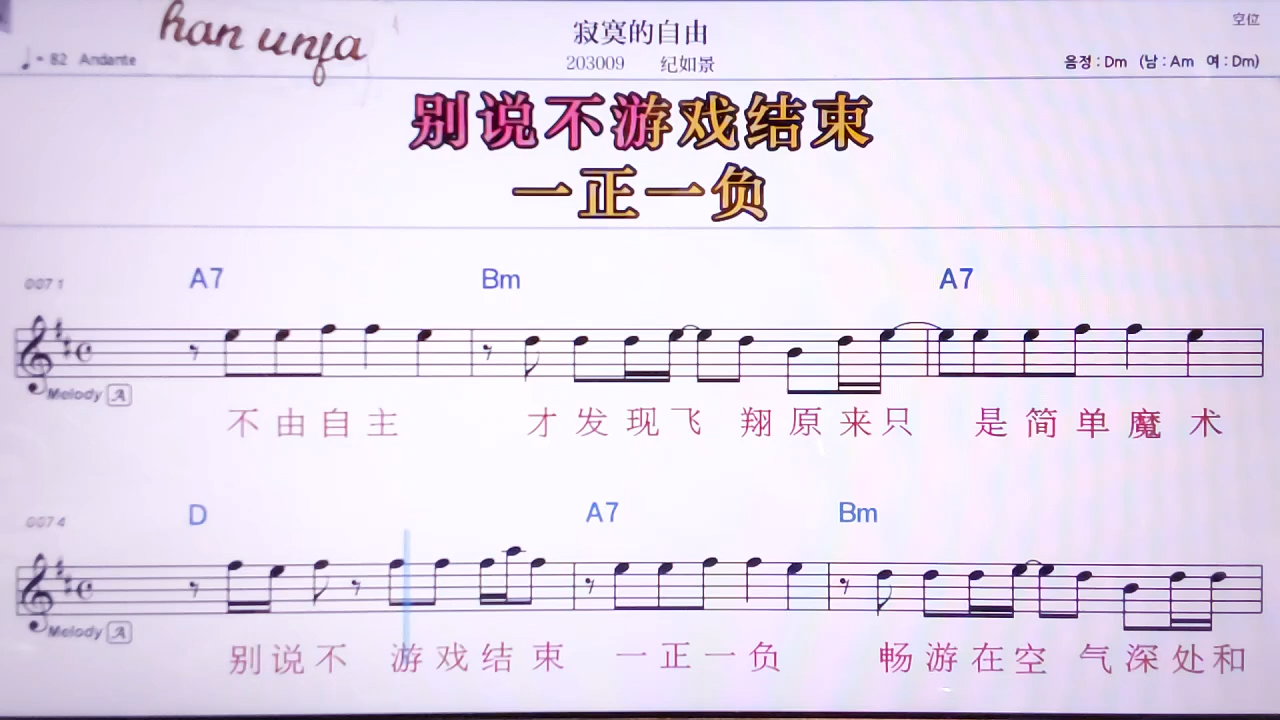 han unja
空位
♩= 82 Andante
寂寞的自由
203009 纪如景
음정 : Dm (남 : Am 여 : Dm)
别说不游戏结束
一正一负
0071 A7 Bm A7
Melody A
不由自主 才发现飞翔原来只是简单魔术
0074 D A7 Bm
Melody A
别说不游戏结束 一正一负 畅游在空气深处和